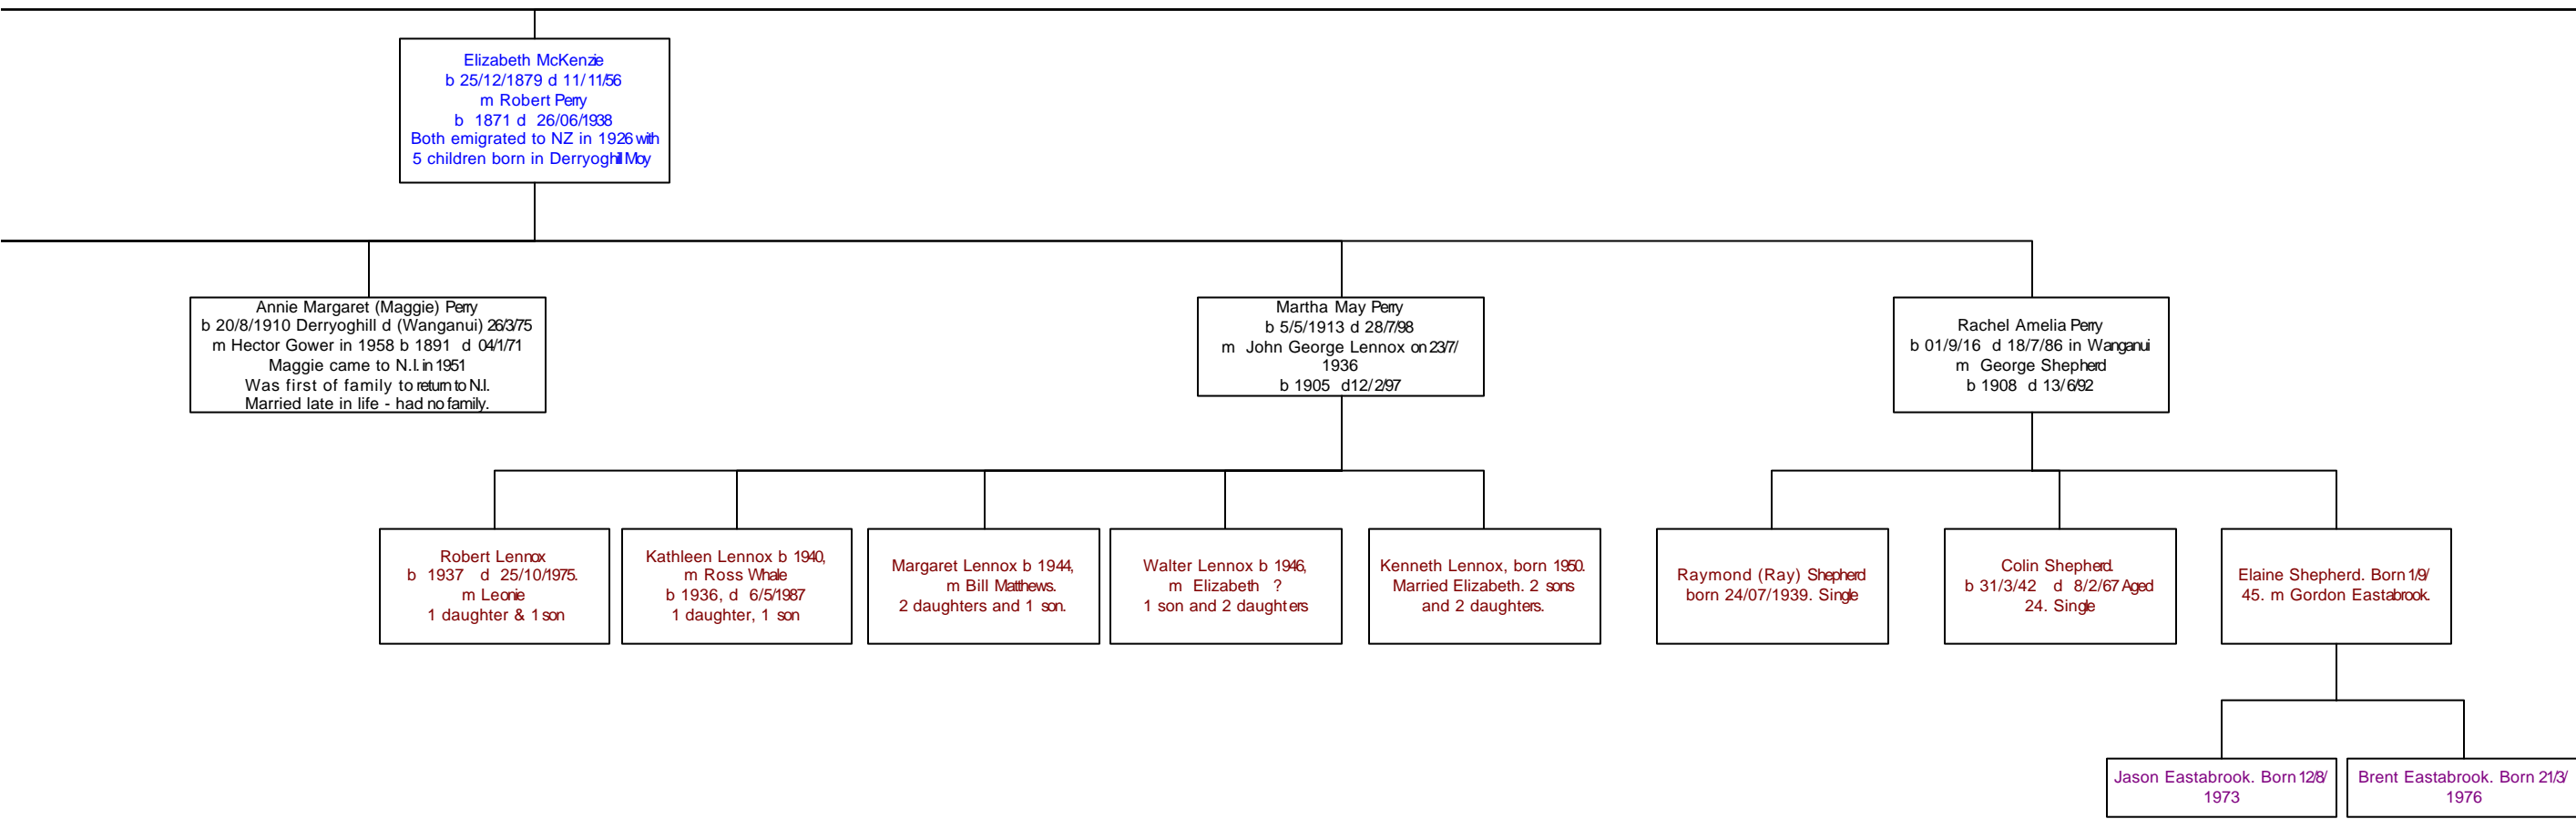 Elizabeth McKenzie
b 25/12/1879 d 11/11/56
m Robert Perry
b 1871 d 26/06/1938
Both emigrated to NZ in 1926 with
5 children born in Derryoghill Moy
Annie Margaret (Maggie) Perry
b 20/8/1910 Derryoghill d (Wanganui) 26/3/75
m Hector Gower in 1958 b 1891 d 04/1/71
Maggie came to N.I. in 1951
Was first of family to return to N.I.
Married late in life - had no family.
Martha May Perry
b 5/5/1913 d 28/7/98
m John George Lennox on 23/7/
1936
b 1905 d12/2/97
Rachel Amelia Perry
b 01/9/16 d 18/7/86 in Wanganui
m George Shepherd
b 1908 d 13/6/92
Robert Lennox
b 1937 d 25/10/1975.
m Leonie
1 daughter & 1 son
Kathleen Lennox b 1940,
m Ross Whale
b 1936, d 6/5/1987
1 daughter, 1 son
Margaret Lennox b 1944,
m Bill Matthews.
2 daughters and 1 son.
Walter Lennox b 1946,
m Elizabeth ?
1 son and 2 daughters
Kenneth Lennox, born 1950.
Married Elizabeth. 2 sons
and 2 daughters.
Raymond (Ray) Shepherd
born 24/07/1939. Single
Colin Shepherd.
b 31/3/42 d 8/2/67 Aged
24. Single
Elaine Shepherd. Born 1/9/
45. m Gordon Eastabrook.
Jason Eastabrook. Born 12/8/
1973
Brent Eastabrook. Born 21/3/
1976